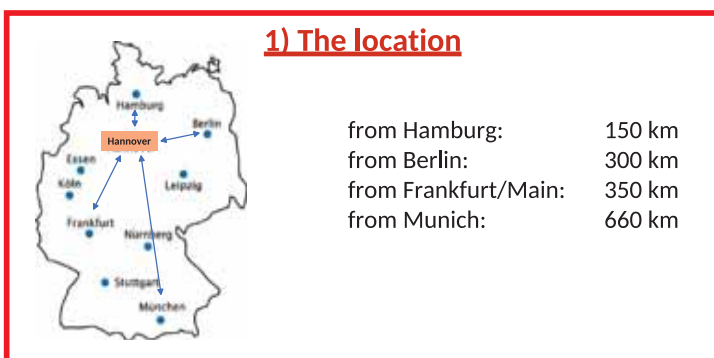 1) The location
Hamburg
Berlin
Hannover
Essen
Köln
Leipzig
Frankfurt
Nürnberg
Stuttgart
München
from Hamburg: 150 km
from Berlin: 300 km
from Frankfurt/Main: 350 km
from Munich: 660 km